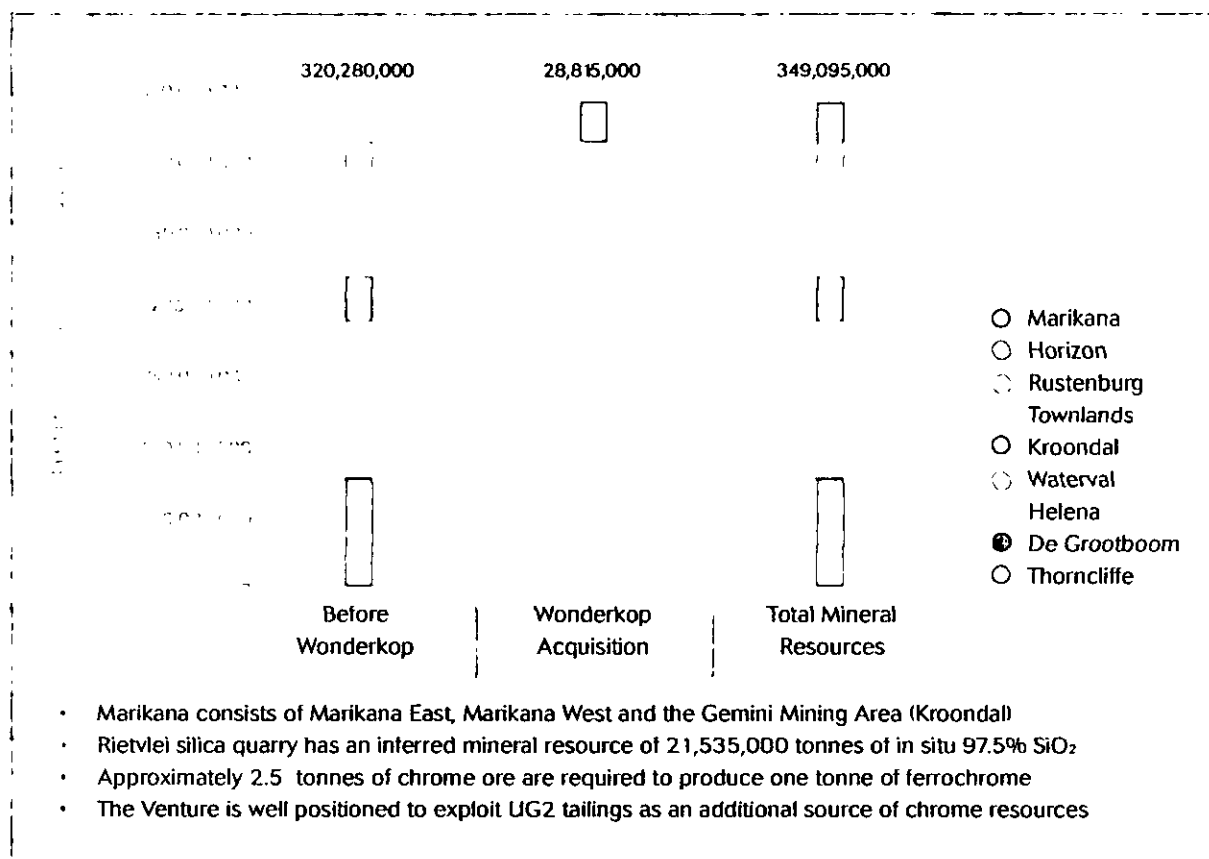 320,280,000 28,815,000 349,095,000
Marikana
Horizon
Rustenburg
Townlands
Kroondal
Waterval
Helena
De Grootboom
Thorncliffe
Before Wonderkop Total Mineral
Wonderkop Acquisition Resources
· Marikana consists of Marikana East, Marikana West and the Gemini Mining Area (Kroondal)
· Rietvlei silica quarry has an inferred mineral resource of 21,535,000 tonnes of in situ 97.5% SiO₂
· Approximately 2.5 tonnes of chrome ore are required to produce one tonne of ferrochrome
· The Venture is well positioned to exploit UG2 tailings as an additional source of chrome resources